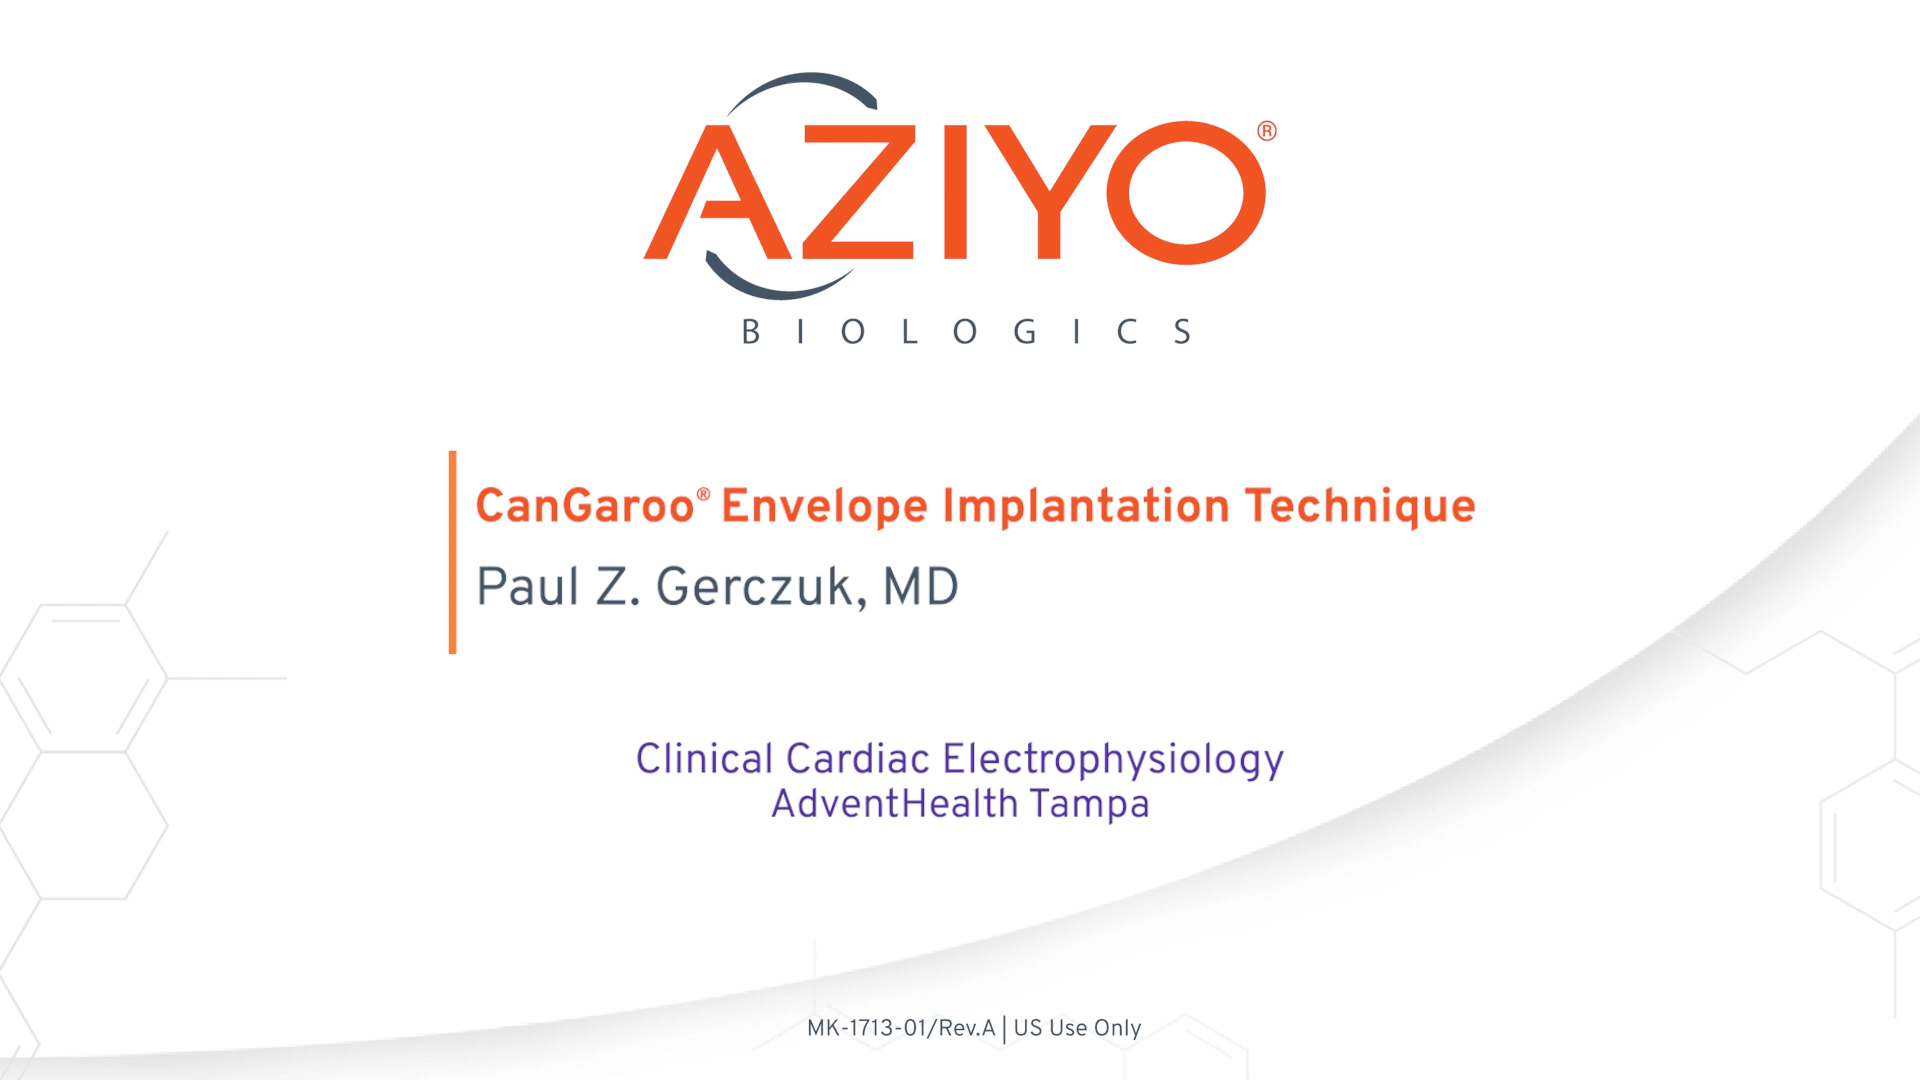 AZIYO®
BIOLOGICS
CanGaroo® Envelope Implantation Technique
Paul Z. Gerczuk, MD
Clinical Cardiac Electrophysiology
AdventHealth Tampa
MK-1713-01/Rev.A | US Use Only